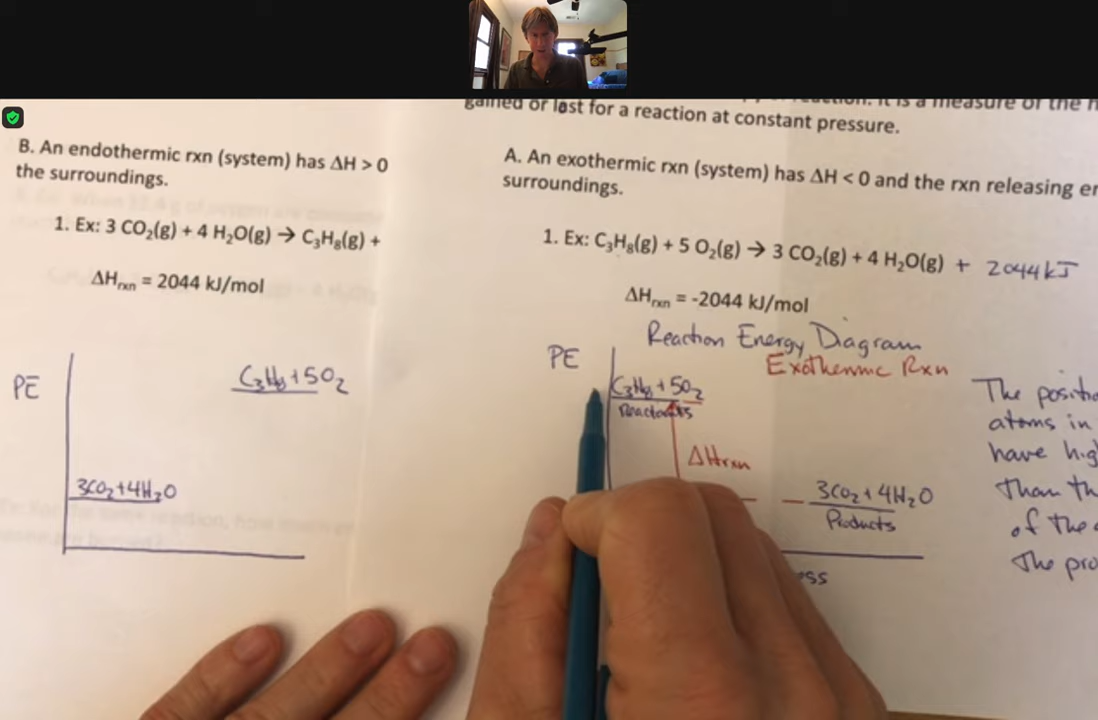 gained or lost for a reaction at constant pressure.
B. An endothermic rxn (system) has ΔH > 0
the surroundings.
1. Ex: 3 CO₂(g) + 4 H₂O(g) → C₃H₈(g) +
ΔHrxn = 2044 kJ/mol
PE
C₃H₈ + 5O₂
3CO₂ + 4H₂O
A. An exothermic rxn (system) has ΔH < 0 and the rxn releasing
surroundings.
1. Ex: C₃H₈(g) + 5 O₂(g) → 3 CO₂(g) + 4 H₂O(g) + 2044 kJ
ΔHrxn = -2044 kJ/mol
Reaction Energy Diagram
Exothermic Rxn
PE
C₃H₈ + 5O₂
Reactants
ΔHrxn
3CO₂ + 4H₂O
Products
The
atoms in
have
than
of the
The